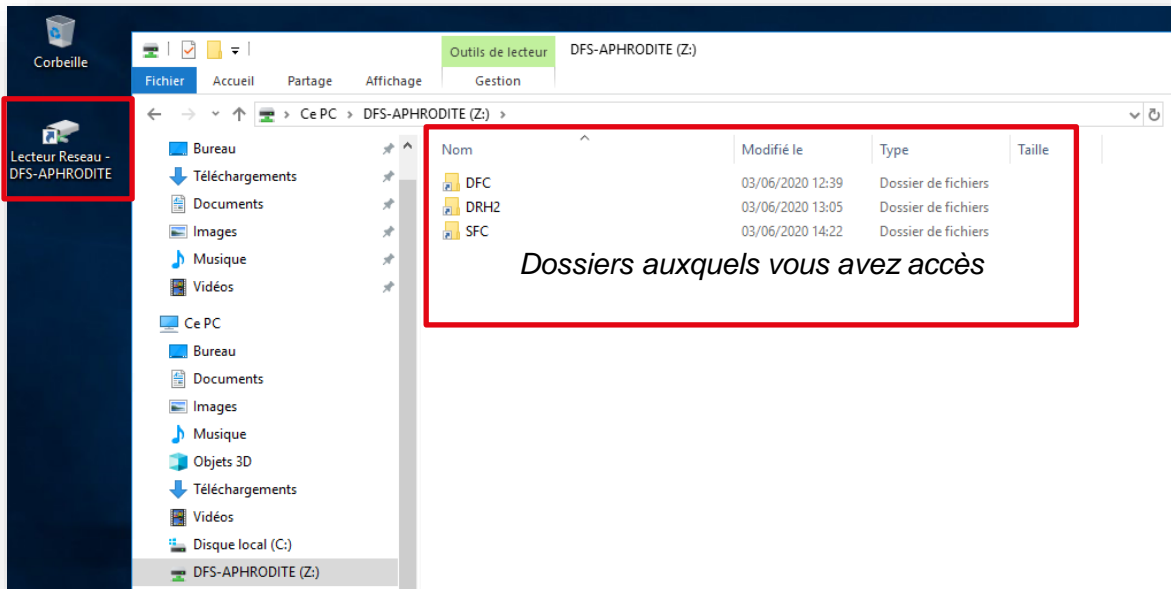 Corbeille
Lecteur Reseau -
DFS-APHRODITE
Outils de lecteur
DFS-APHRODITE (Z:)
Fichier
Accueil
Partage
Affichage
Gestion
Ce PC
DFS-APHRODITE (Z:)
Bureau
Téléchargements
Documents
Images
Musique
Vidéos
Ce PC
Bureau
Documents
Images
Musique
Objets 3D
Téléchargements
Vidéos
Disque local (C:)
DFS-APHRODITE (Z:)
Nom Modifié le Type Taille
DFC 03/06/2020 12:39 Dossier de fichiers
DRH2 03/06/2020 13:05 Dossier de fichiers
SFC 03/06/2020 14:22 Dossier de fichiers
Dossiers auxquels vous avez accès